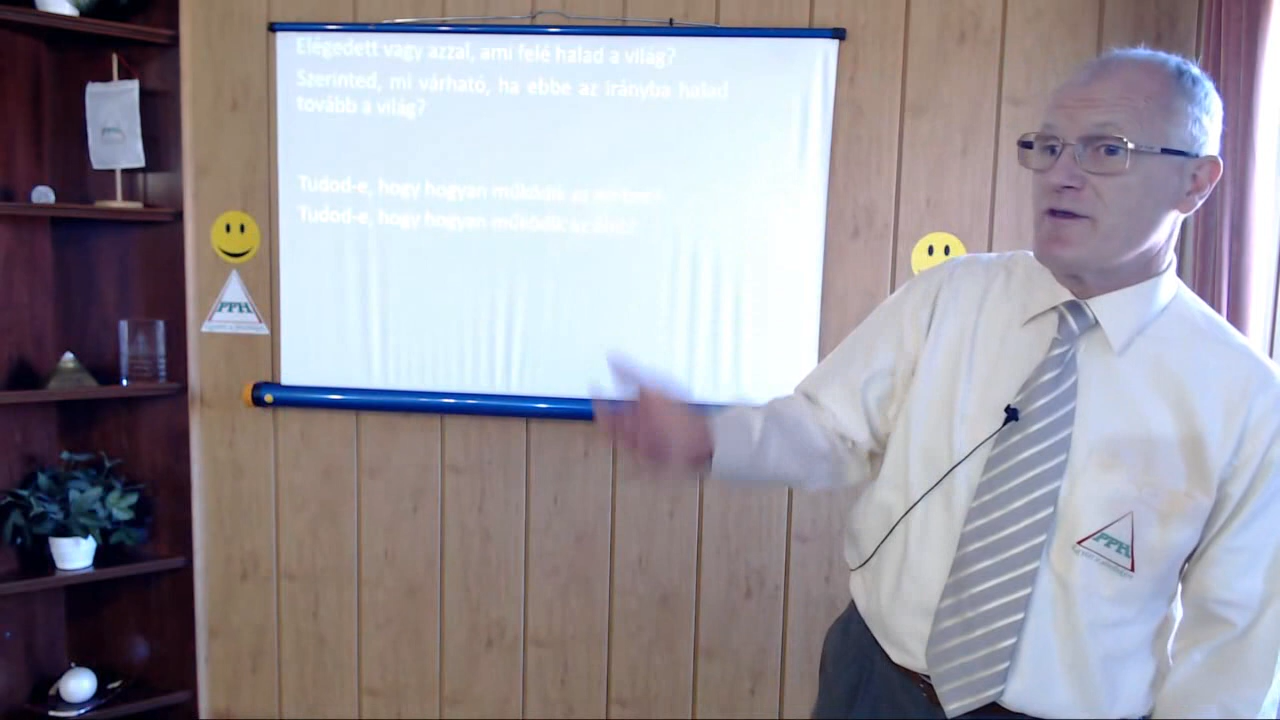 Elégedett vagy azzal, ami felé halad a világ?
Szerinted, mi várható, ha ebbe az irányba halad
tovább a világ?
Tudod-e, hogy hogyan működik az
Tudod-e, hogy hogyan működik az
PPH
PPH